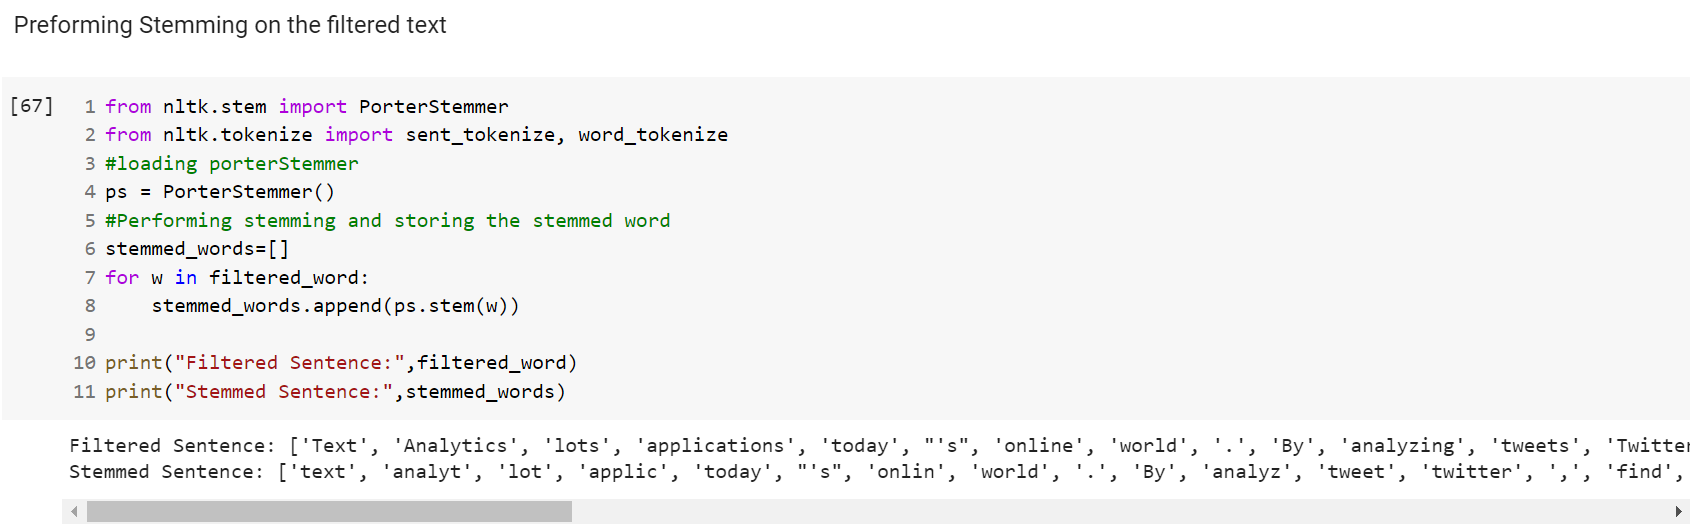 Preforming Stemming on the filtered text
[67] 1 from nltk.stem import PorterStemmer
2 from nltk.tokenize import sent_tokenize, word_tokenize
3 #loading porterStemmer
4 ps = PorterStemmer()
5 #Performing stemming and storing the stemmed word
6 stemmed_words=[]
7 for w in filtered_word:
8     stemmed_words.append(ps.stem(w))
9
10 print("Filtered Sentence:",filtered_word)
11 print("Stemmed Sentence:",stemmed_words)
Filtered Sentence: ['Text', 'Analytics', 'lots', 'applications', 'today', "'s", 'online', 'world', '.', 'By', 'analyzing', 'tweets', 'Twitter
Stemmed Sentence: ['text', 'analyt', 'lot', 'applic', 'today', "'s", 'onlin', 'world', '.', 'By', 'analyz', 'tweet', 'twitter', ',', 'find',